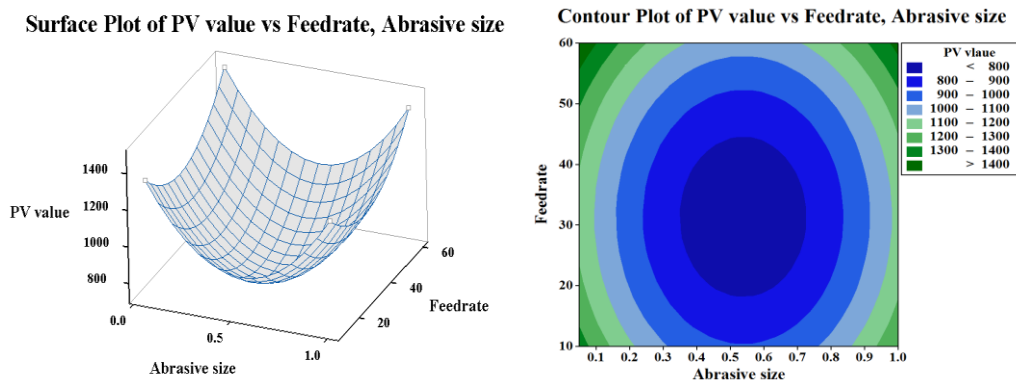 Surface Plot of PV value vs Feedrate, Abrasive size
1400
1200
1000
800
PV value
0.0
0.5
1.0
Abrasive size
20
40
60
Feedrate
Contour Plot of PV value vs Feedrate, Abrasive size
60
50
40
30
20
10
Feedrate
0.1 0.2 0.3 0.4 0.5 0.6 0.7 0.8 0.9 1.0
Abrasive size
PV vlaue
< 800
800 – 900
900 – 1000
1000 – 1100
1100 – 1200
1200 – 1300
1300 – 1400
> 1400